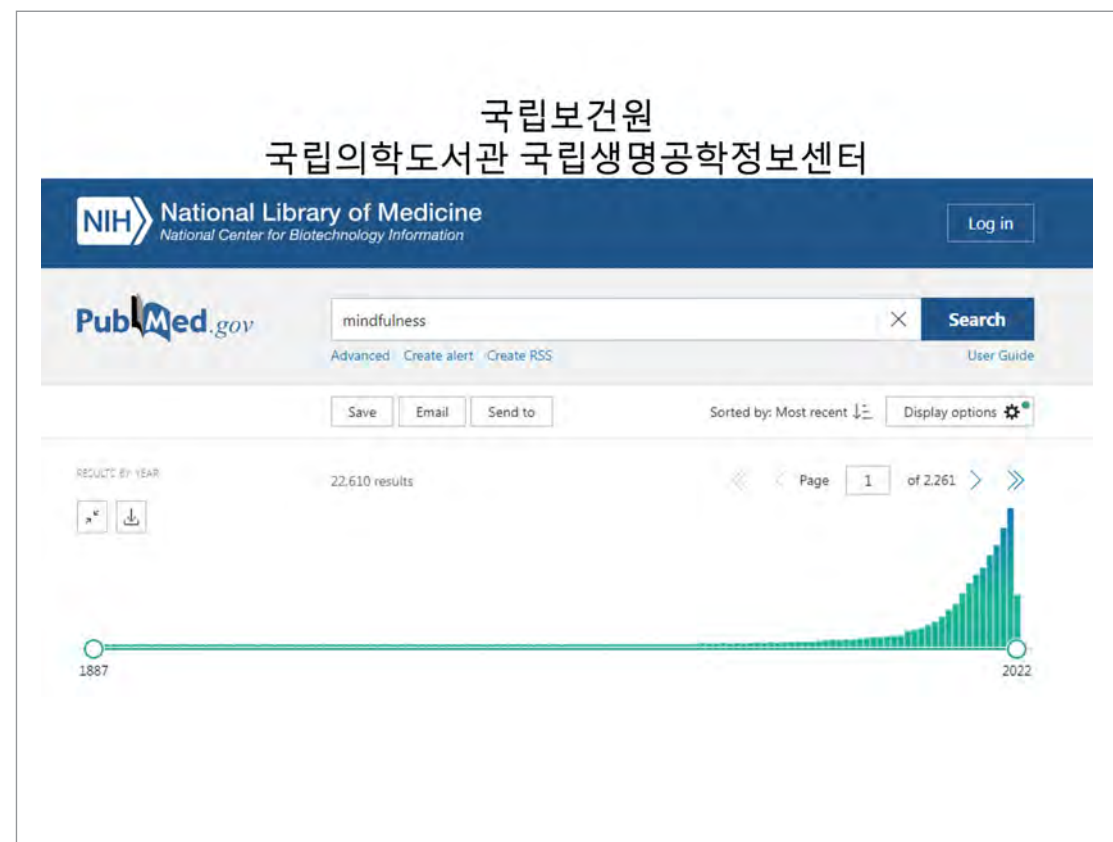 국립보건원
국립의학도서관 국립생명공학정보센터
NIH National Library of Medicine
National Center for Biotechnology Information
Log in
PubMed.gov
mindfulness
Search
Advanced Create alert Create RSS
User Guide
Save Email Send to
Sorted by: Most recent
Display options
RESULTS BY YEAR
22,610 results
Page 1 of 2,261
1887
2022